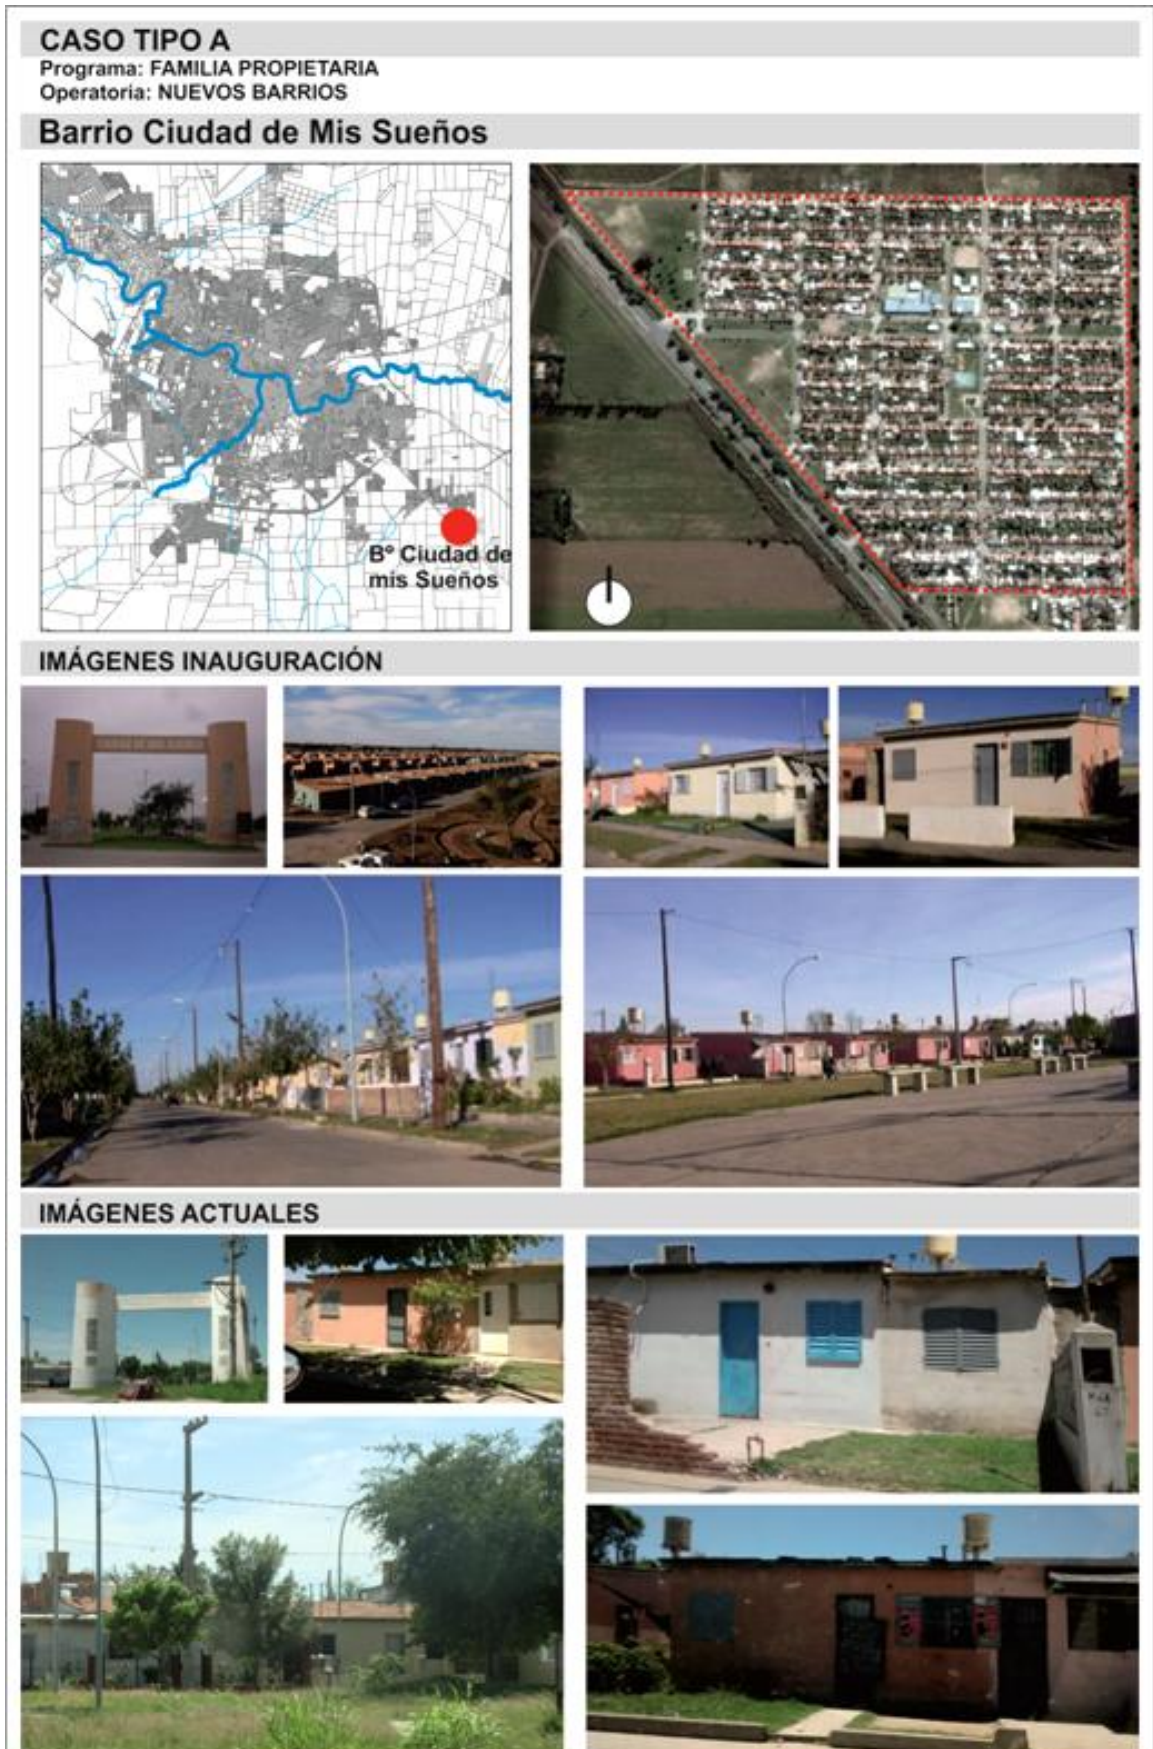 CASO TIPO A
Programa: FAMILIA PROPIETARIA
Operatoria: NUEVOS BARRIOS
Barrio Ciudad de Mis Sueños
Bº Ciudad de
mis Sueños
IMÁGENES INAUGURACIÓN
IMÁGENES ACTUALES